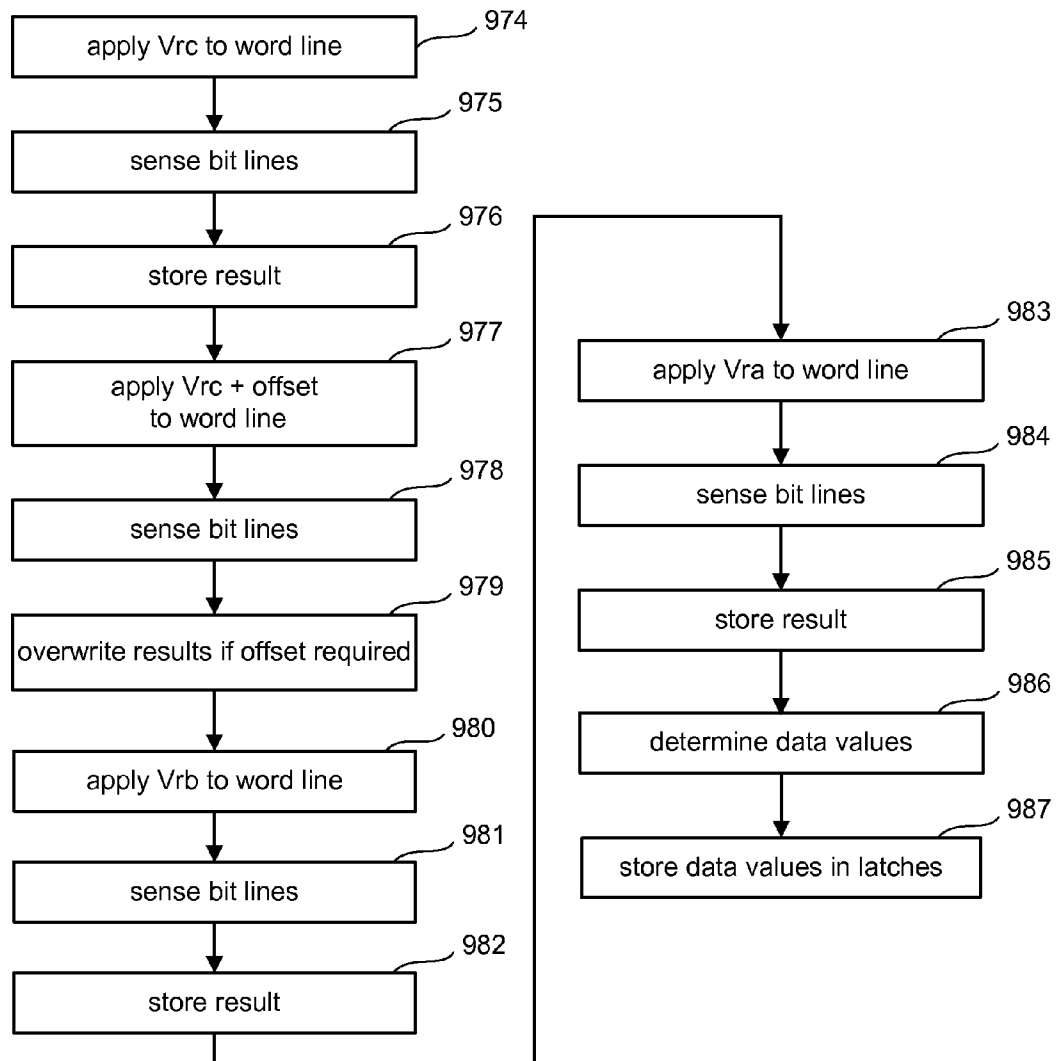 974
apply Vrc to word line
975
sense bit lines
976
store result
977
apply Vrc + offset
to word line
978
sense bit lines
979
overwrite results if offset required
980
apply Vrb to word line
981
sense bit lines
982
store result
983
apply Vra to word line
984
sense bit lines
985
store result
986
determine data values
987
store data values in latches